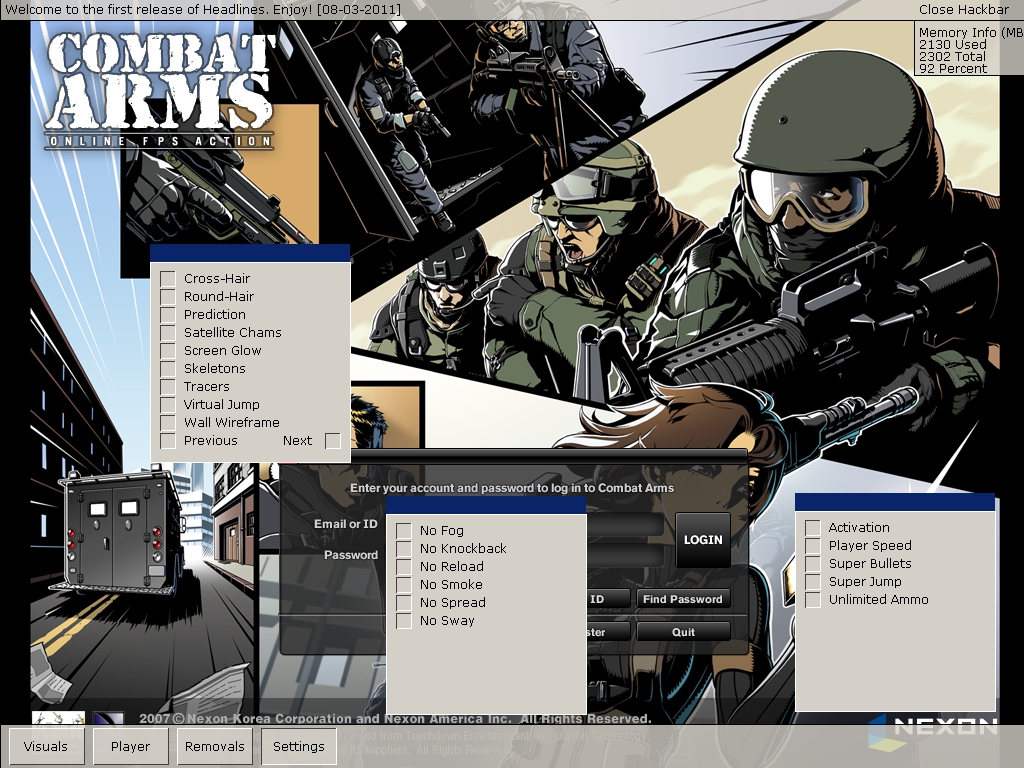 Welcome to the first release of Headlines. Enjoy! [08-03-2011]
Close Hackbar
Memory Info (MB
2130 Used
2302 Total
92 Percent
COMBAT
ARMS
ONLINE FPS ACTION
Cross-Hair
Round-Hair
Prediction
Satellite Chams
Screen Glow
Skeletons
Tracers
Virtual Jump
Wall Wireframe
Previous Next
Enter your account and password to log in to Combat Arms
Email or ID
Password
LOGIN
ID
Find Password
ster
Quit
No Fog
No Knockback
No Reload
No Smoke
No Spread
No Sway
Activation
Player Speed
Super Bullets
Super Jump
Unlimited Ammo
2007 © Nexon Korea Corporation and Nexon America Inc. All Rights Reserved.
from Touchdown Entertainment
suppliers. All Rights Reserved.
NEXON
Visuals
Player
Removals
Settings